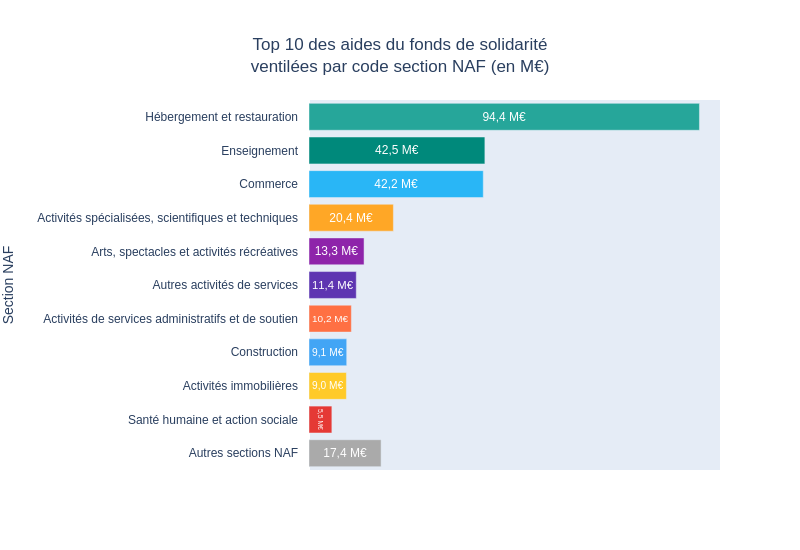 Top 10 des aides du fonds de solidarité
ventilées par code section NAF (en M€)
Section NAF
Hébergement et restauration 94,4 M€
Enseignement 42,5 M€
Commerce 42,2 M€
Activités spécialisées, scientifiques et techniques 20,4 M€
Arts, spectacles et activités récréatives 13,3 M€
Autres activités de services 11,4 M€
Activités de services administratifs et de soutien 10,2 M€
Construction 9,1 M€
Activités immobilières 9,0 M€
Santé humaine et action sociale 5,5 M€
Autres sections NAF 17,4 M€